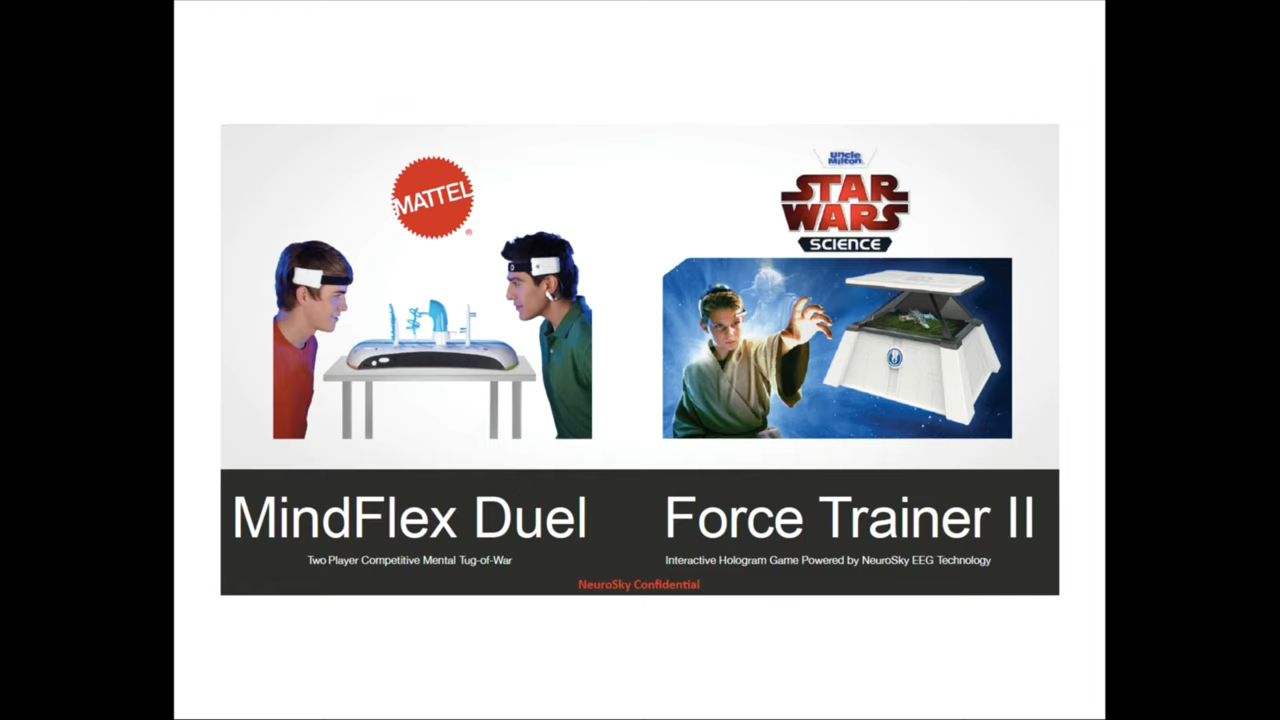 MATTEL
®
Uncle
Milton.
STAR
WARS
SCIENCE
MindFlex Duel
Two Player Competitive Mental Tug-of-War
Force Trainer II
Interactive Hologram Game Powered by NeuroSky EEG Technology
NeuroSky Confidential